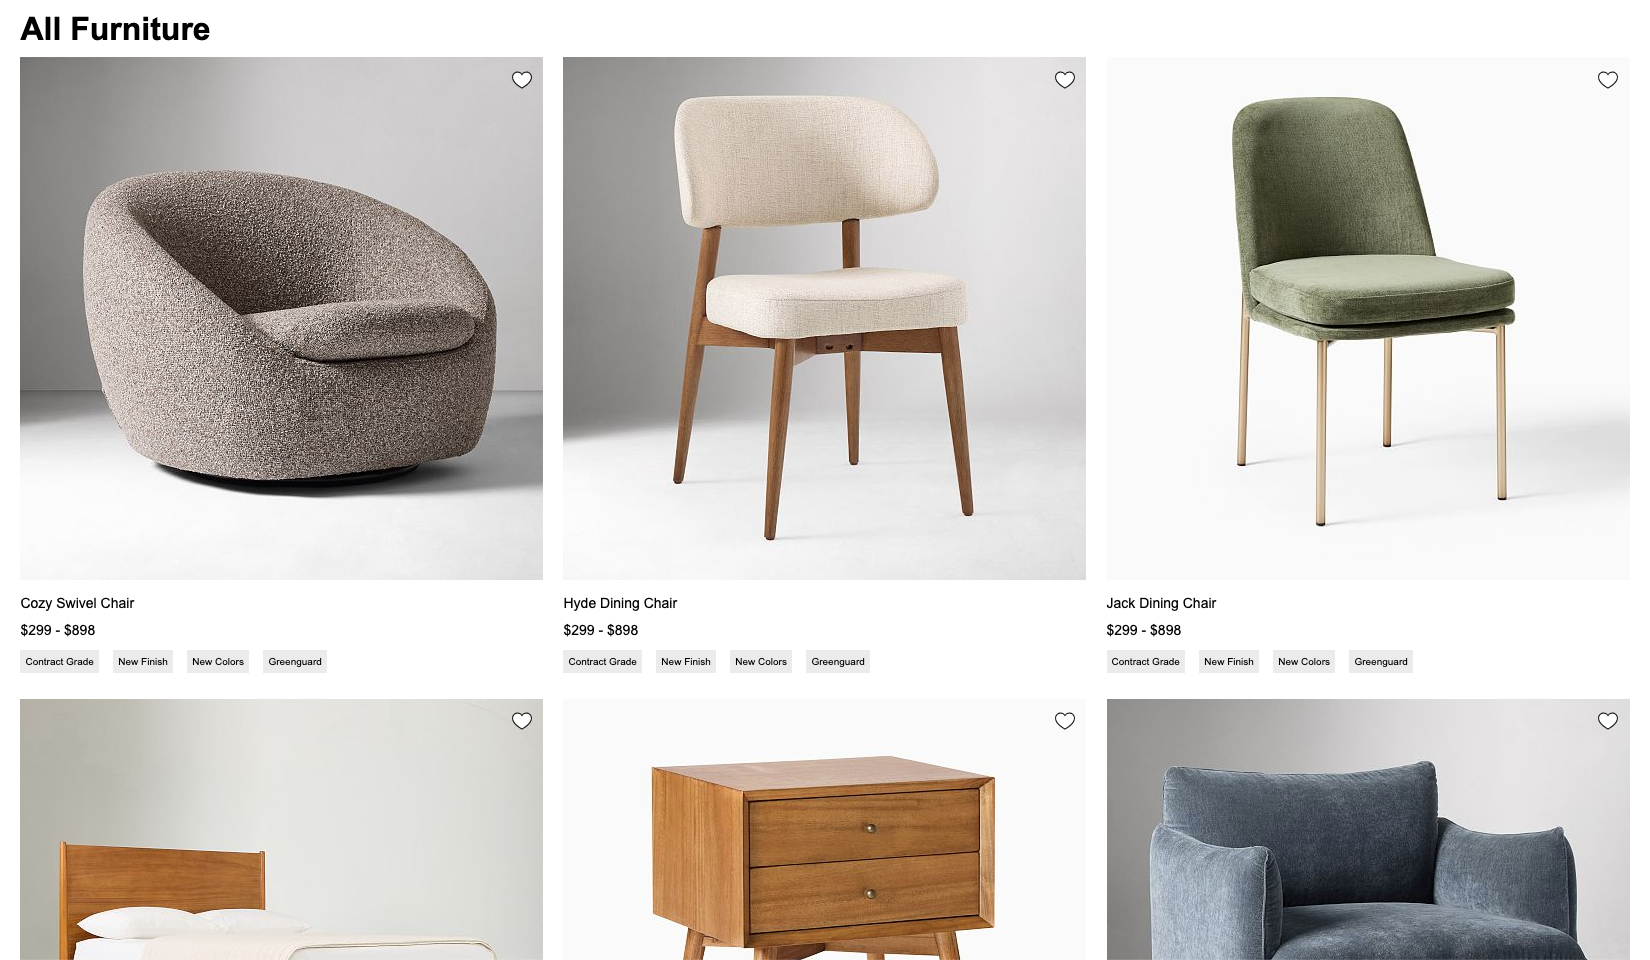 All Furniture
Cozy Swivel Chair
$299 - $898
Contract Grade New Finish New Colors Greenguard
Hyde Dining Chair
$299 - $898
Contract Grade New Finish New Colors Greenguard
Jack Dining Chair
$299 - $898
Contract Grade New Finish New Colors Greenguard